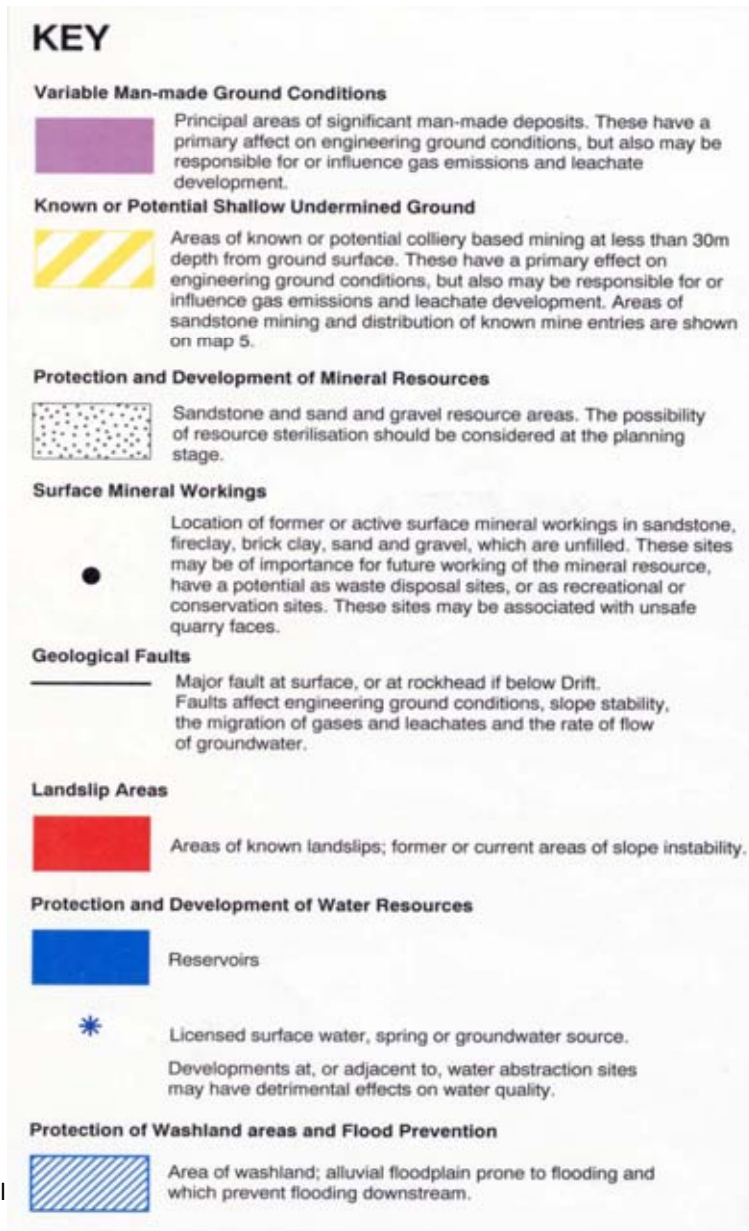 KEY
Variable Man-made Ground Conditions
Principal areas of significant man-made deposits. These have a
primary affect on engineering ground conditions, but also may be
responsible for or influence gas emissions and leachate
development.
Known or Potential Shallow Undermined Ground
Areas of known or potential colliery based mining at less than 30m
depth from ground surface. These have a primary effect on
engineering ground conditions, but also may be responsible for or
influence gas emissions and leachate development. Areas of
sandstone mining and distribution of known mine entries are shown
on map 5.
Protection and Development of Mineral Resources
Sandstone and sand and gravel resource areas. The possibility
of resource sterilisation should be considered at the planning
stage.
Surface Mineral Workings
Location of former or active surface mineral workings in sandstone,
fireclay, brick clay, sand and gravel, which are unfilled. These sites
may be of importance for future working of the mineral resource,
have a potential as waste disposal sites, or as recreational or
conservation sites. These sites may be associated with unsafe
quarry faces.
Geological Faults
Major fault at surface, or at rockhead if below Drift.
Faults affect engineering ground conditions, slope stability,
the migration of gases and leachates and the rate of flow
of groundwater.
Landslip Areas
Areas of known landslips; former or current areas of slope instability.
Protection and Development of Water Resources
Reservoirs
Licensed surface water, spring or groundwater source.
Developments at, or adjacent to, water abstraction sites
may have detrimental effects on water quality.
Protection of Washland areas and Flood Prevention
Area of washland; alluvial floodplain prone to flooding and
which prevent flooding downstream.